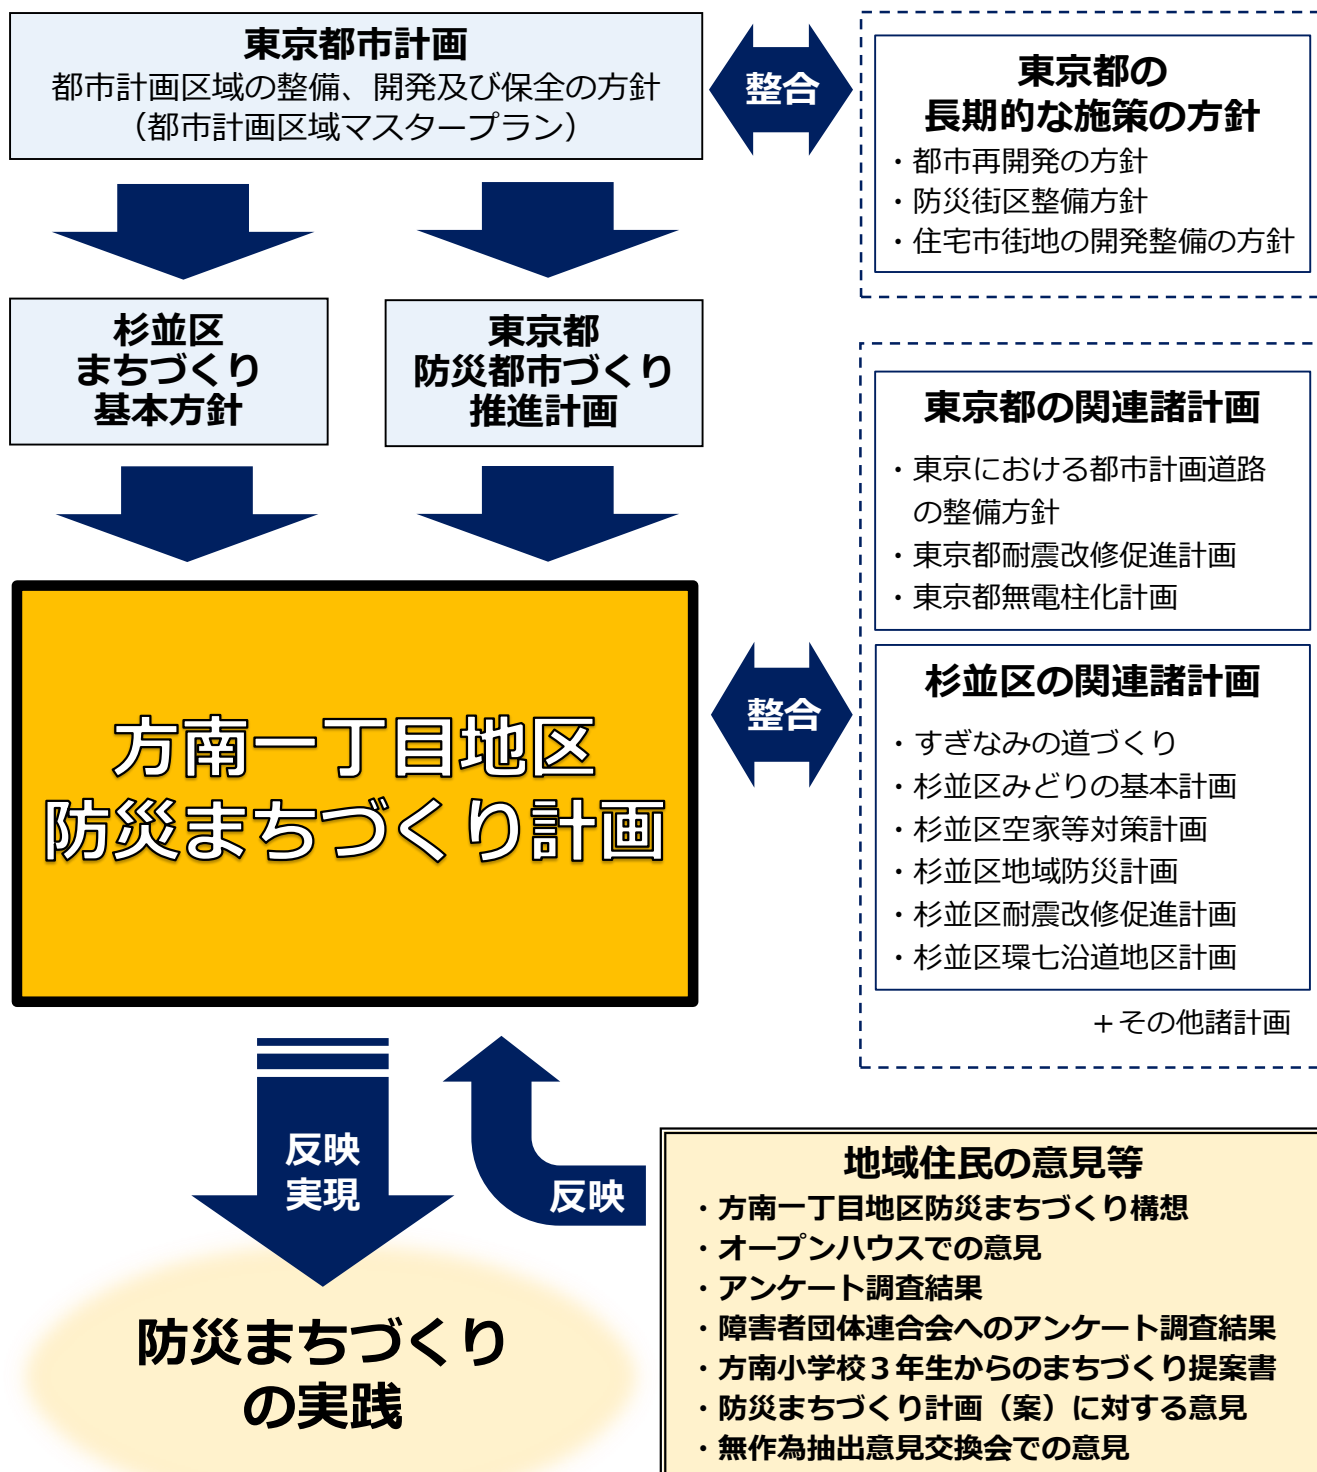 東京都市計画
都市計画区域の整備、開発及び保全の方針
（都市計画区域マスタープラン）
整合
東京都の
長期的な施策の方針
・都市再開発の方針
・防災街区整備方針
・住宅市街地の開発整備の方針
杉並区
まちづくり
基本方針
東京都
防災都市づくり
推進計画
東京都の関連諸計画
・東京における都市計画道路
の整備方針
・東京都耐震改修促進計画
・東京都無電柱化計画
方南一丁目地区
防災まちづくり計画
整合
杉並区の関連諸計画
・すぎなみの道づくり
・杉並区みどりの基本計画
・杉並区空家等対策計画
・杉並区地域防災計画
・杉並区耐震改修促進計画
・杉並区環七沿道地区計画
＋その他諸計画
反映
実現
反映
地域住民の意見等
・方南一丁目地区防災まちづくり構想
・オープンハウスでの意見
・アンケート調査結果
・障害者団体連合会へのアンケート調査結果
・方南小学校３年生からのまちづくり提案書
・防災まちづくり計画（案）に対する意見
・無作為抽出意見交換会での意見
防災まちづくり
の実践